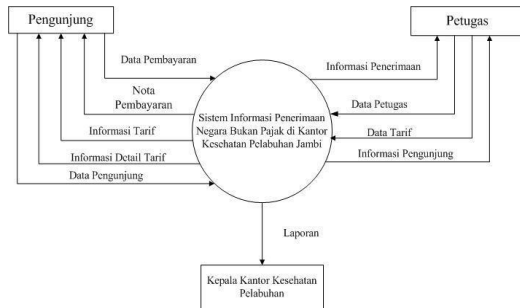 Pengunjung
Petugas
Data Pembayaran
Nota
Pembayaran
Informasi Tarif
Informasi Detail Tarif
Data Pengunjung
Sistem Informasi Penerimaan
Negara Bukan Pajak di Kantor
Kesehatan Pelabuhan Jambi
Informasi Penerimaan
Data Petugas
Data Tarif
Informasi Pengunjung
Laporan
Kepala Kantor Kesehatan
Pelabuhan